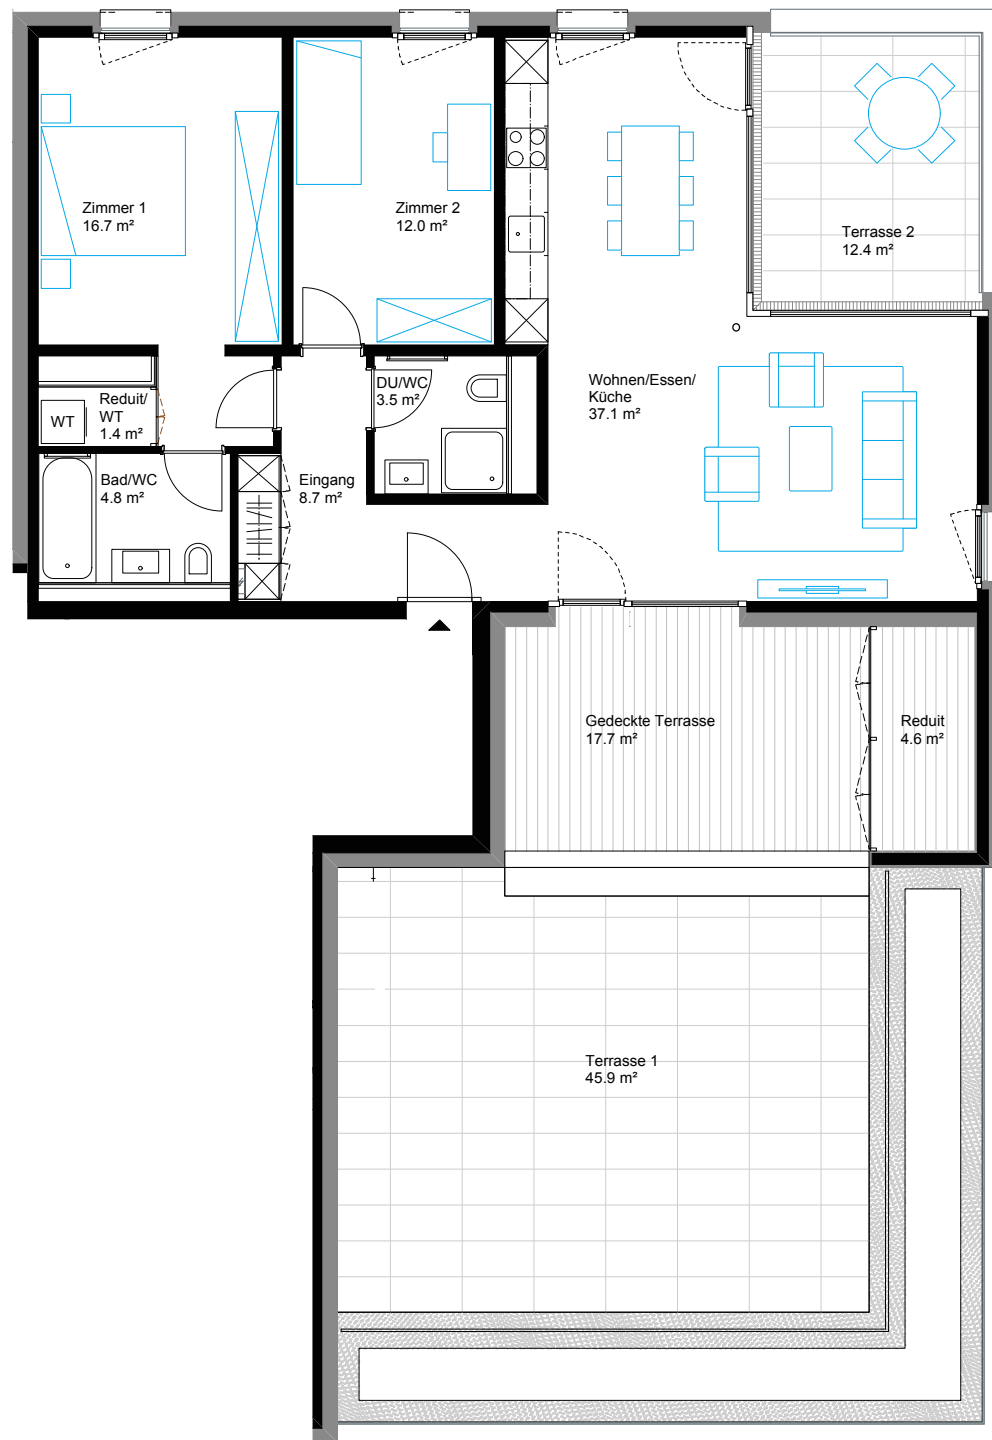 Zimmer 1
16.7 m²
Zimmer 2
12.0 m²
Terrasse 2
12.4 m²
Wohnen/Essen/
Küche
37.1 m²
DU/WC
3.5 m²
Reduit/
WT
1.4 m²
WT
Bad/WC
4.8 m²
Eingang
8.7 m²
Gedeckte Terrasse
17.7 m²
Reduit
4.6 m²
Terrasse 1
45.9 m²